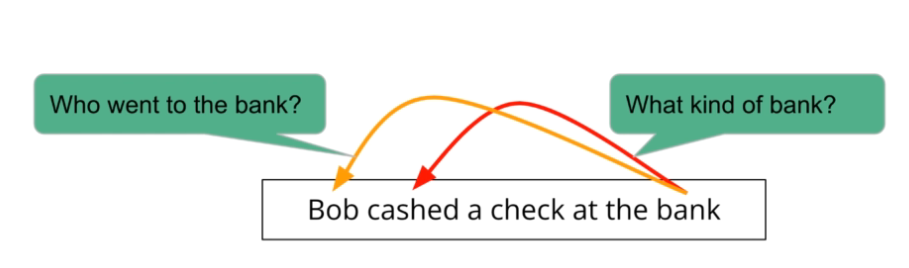 Who went to the bank?
What kind of bank?
Bob cashed a check at the bank